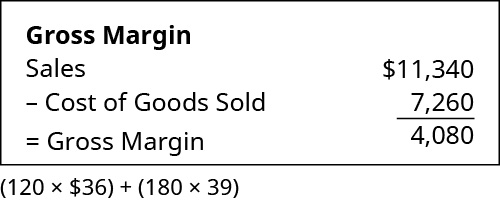 Gross Margin
Sales $11,340
– Cost of Goods Sold 7,260
= Gross Margin 4,080
(120 × $36) + (180 × 39)